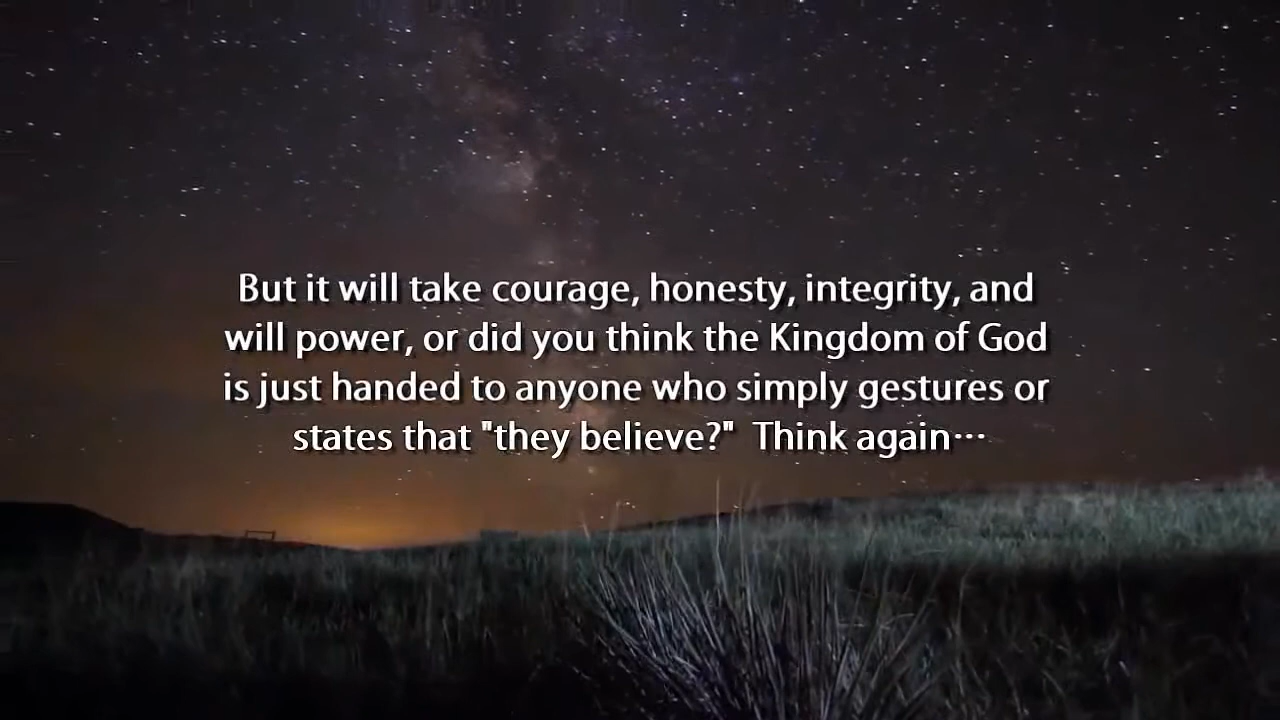 But it will take courage, honesty, integrity, and
will power, or did you think the Kingdom of God
is just handed to anyone who simply gestures or
states that "they believe?"  Think again…